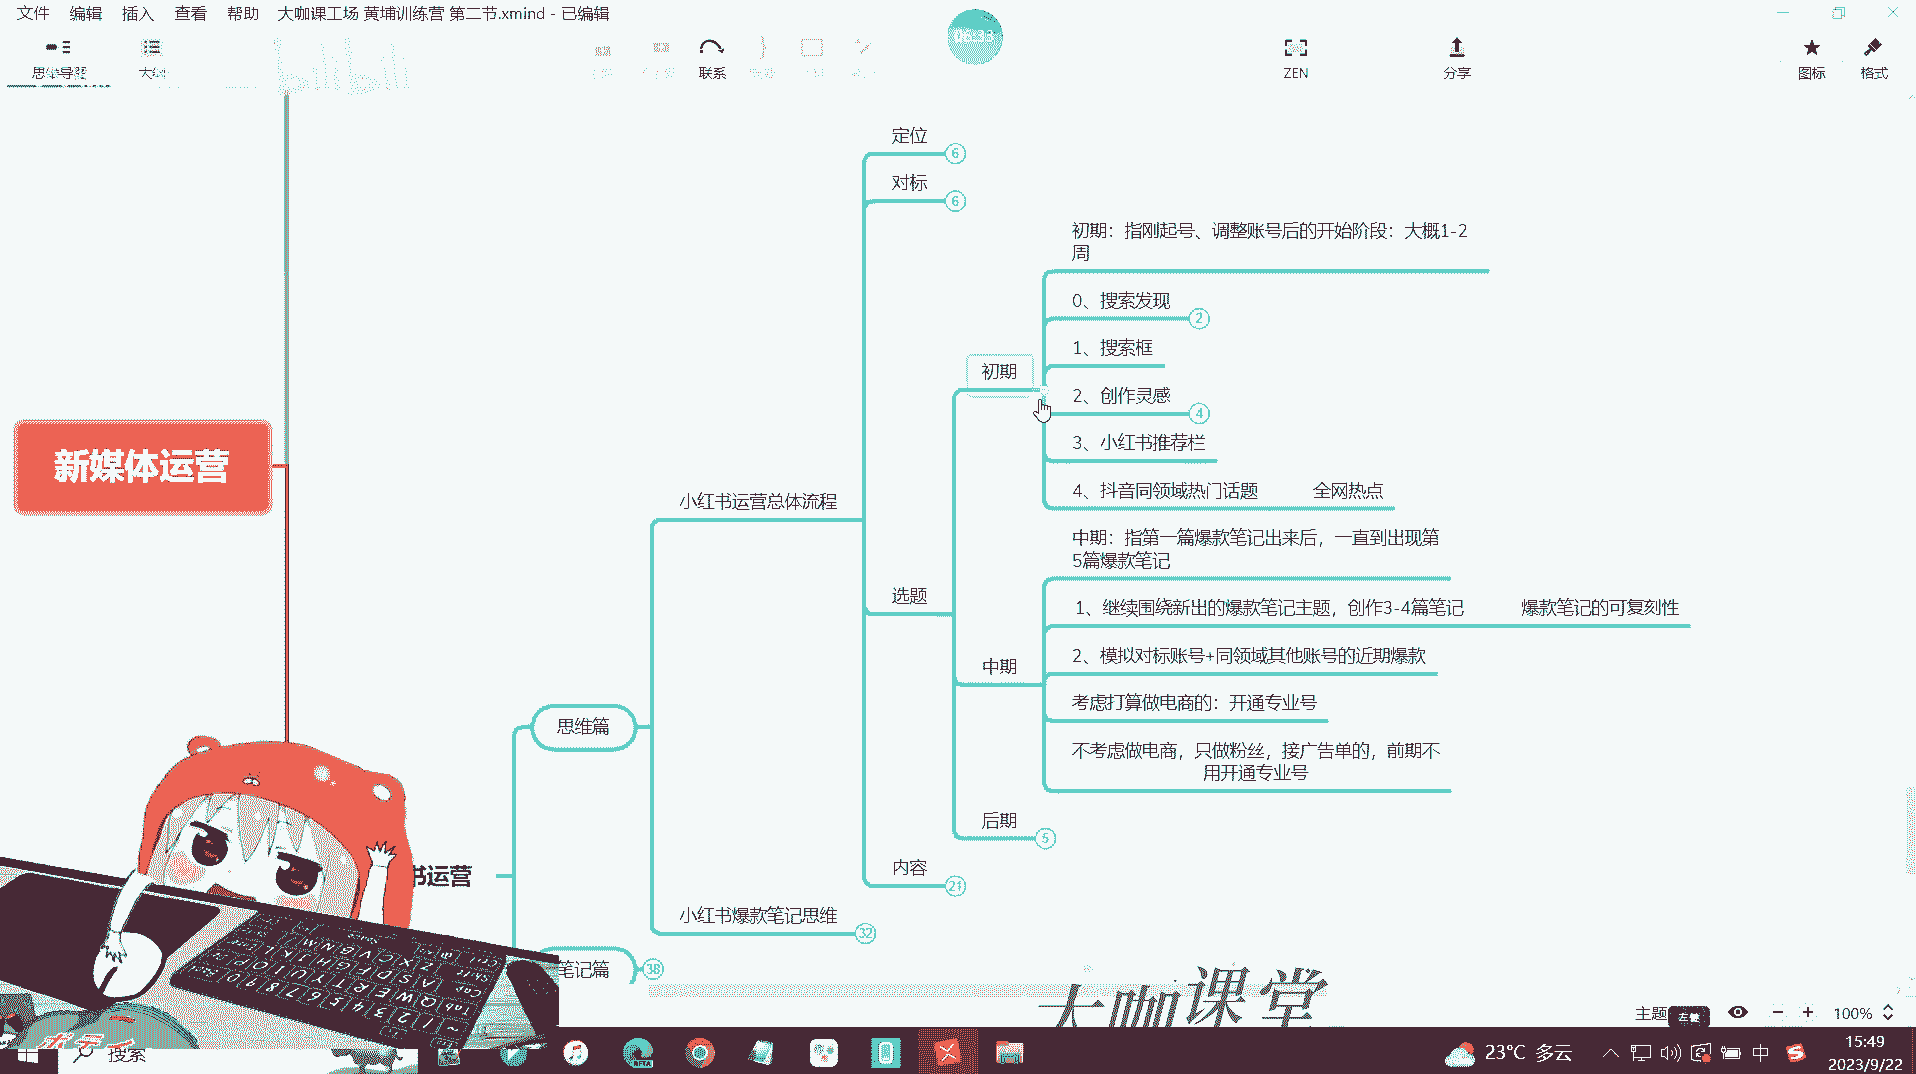 文件 编辑 插入 查看 帮助 大咖课工场 黄埔训练营 第二节.xmind - 已编辑
06:33
bilibili
思维导图 大纲 联系 ZEN 分享 图标 格式
定位
6
对标
6
初期：指刚起号、调整账号后的开始阶段：大概1-2
周
0、搜索发现
2
1、搜索框
初期
2、创作灵感
4
3、小红书推荐栏
4、抖音同领域热门话题 全网热点
新媒体运营
小红书运营总体流程
中期：指第一篇爆款笔记出来后，一直到出现第
5篇爆款笔记
选题
1、继续围绕新出的爆款笔记主题，创作3-4篇笔记 爆款笔记的可复刻性
中期
2、模拟对标账号+同领域其他账号的近期爆款
考虑打算做电商的：开通专业号
思维篇
不考虑做电商，只做粉丝，接广告单的，前期不
用开通专业号
后期
5
内容
21
书运营
小红书爆款笔记思维
32
笔记篇
38
大咖课堂
主题 左键 100%
搜索
BETA
23°C 多云
中
15:49
2023/9/22